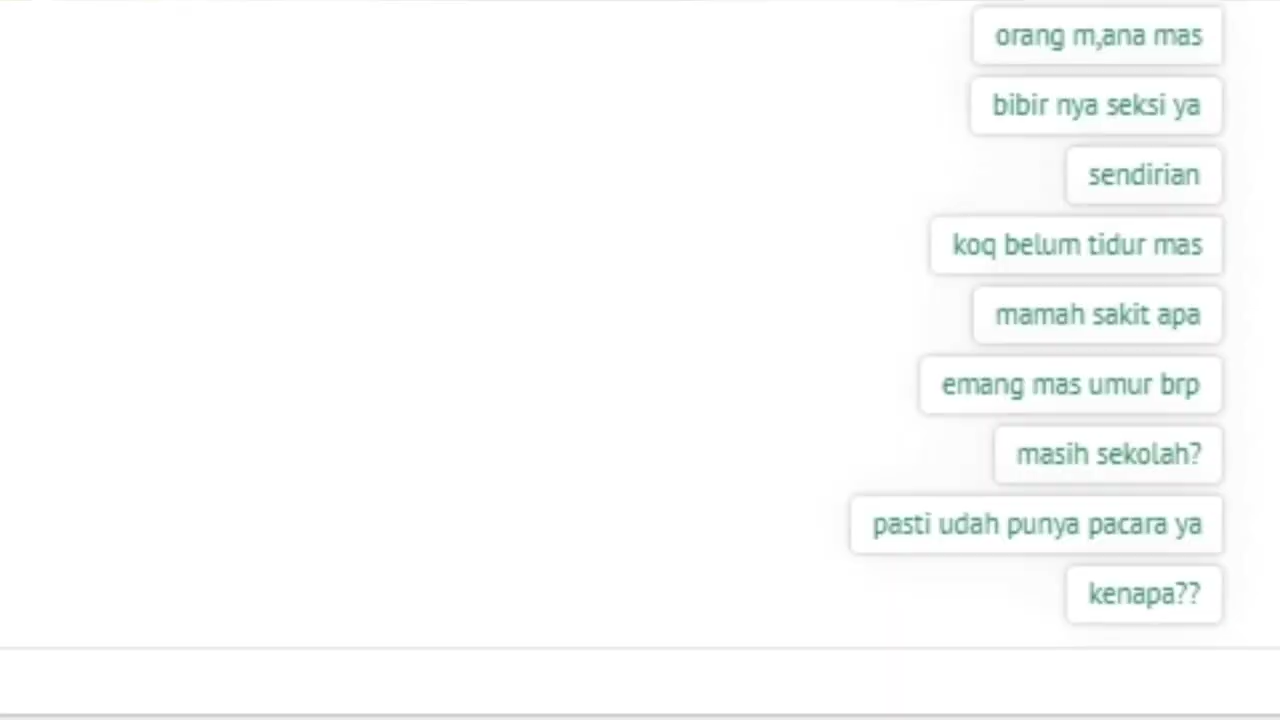 orang m,ana mas
bibir nya seksi ya
sendirian
koq belum tidur mas
mamah sakit apa
emang mas umur brp
masih sekolah?
pasti udah punya pacara ya
kenapa??